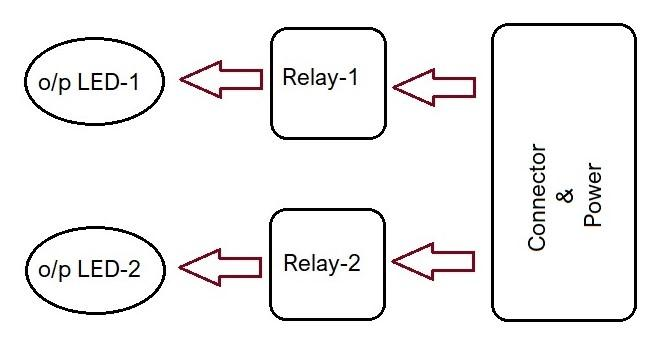 o/p LED-1
Relay-1
Connector
&
Power
o/p LED-2
Relay-2